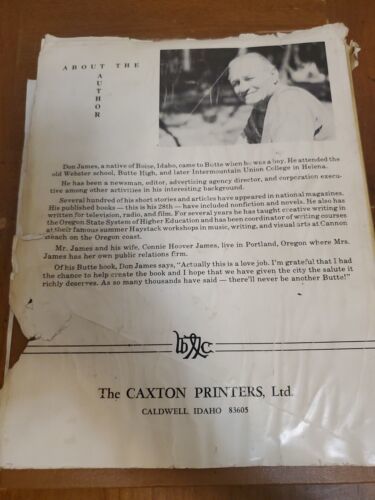 ABOUT THE
AUTHOR
Don James, a native of Boise, Idaho, came to Butte when he was a boy. He attended the
old Webster school, Butte High, and later Intermountain Union College in Helena.
He has been a newsman, editor, advertising agency director, and corporation execu-
tive among other activities in his interesting background.
Several hundred of his short stories and articles have appeared in national magazines.
His published books — this is his 28th — have included nonfiction and novels. He also has
written for television, radio, and film. For several years he has taught creative writing in
the Oregon State System of Higher Education and has been coordinator of writing courses
at their famous summer Haystack workshops in music, writing, and visual arts at Cannon
Beach on the Oregon coast.
Mr. James and his wife, Connie Hoover James, live in Portland, Oregon where Mrs.
James has her own public relations firm.
Of his Butte book, Don James says, "Actually this is a love job. I'm grateful that I had
the chance to help create the book and I hope that we have given the city the salute it
richly deserves. As so many thousands have said — there'll never be another Butte!"
The CAXTON PRINTERS, Ltd.
CALDWELL IDAHO 83605